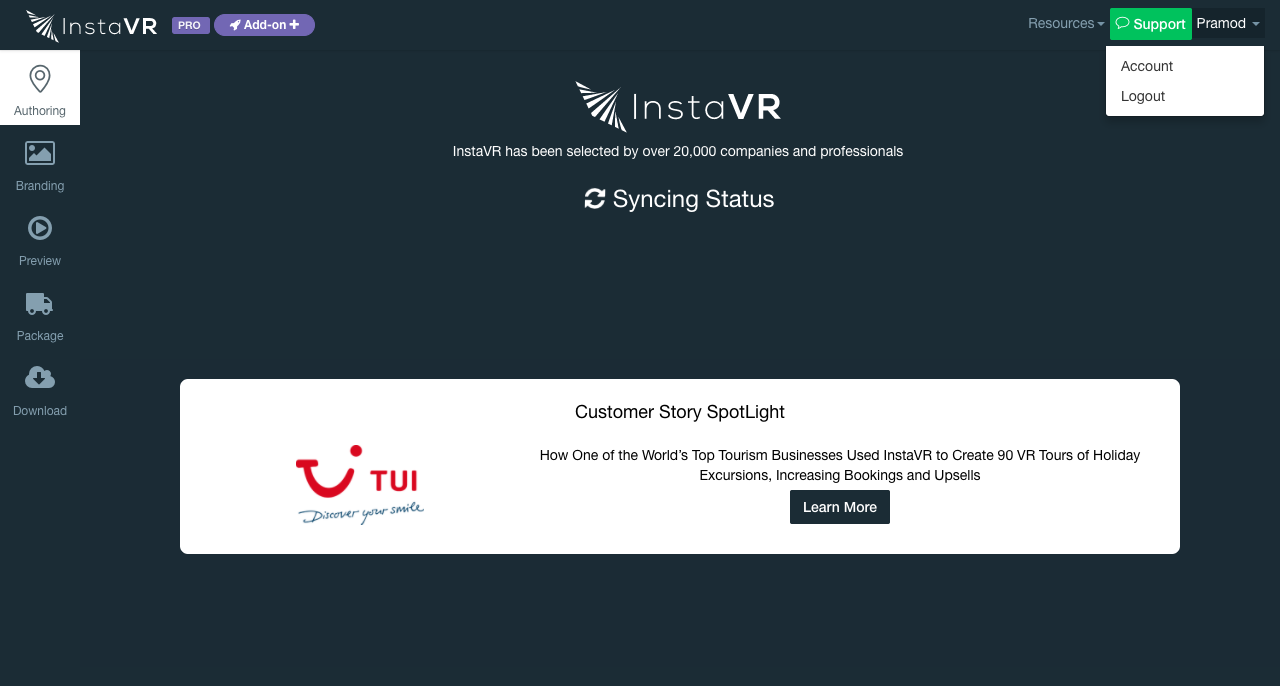 InstaVR PRO Add-on Resources Support Pramod
Account
Logout
Authoring
Branding
Preview
Package
Download
InstaVR
InstaVR has been selected by over 20,000 companies and professionals
Syncing Status
Customer Story SpotLight
TUI
Discover your smile
How One of the World’s Top Tourism Businesses Used InstaVR to Create 90 VR Tours of Holiday
Excursions, Increasing Bookings and Upsells
Learn More